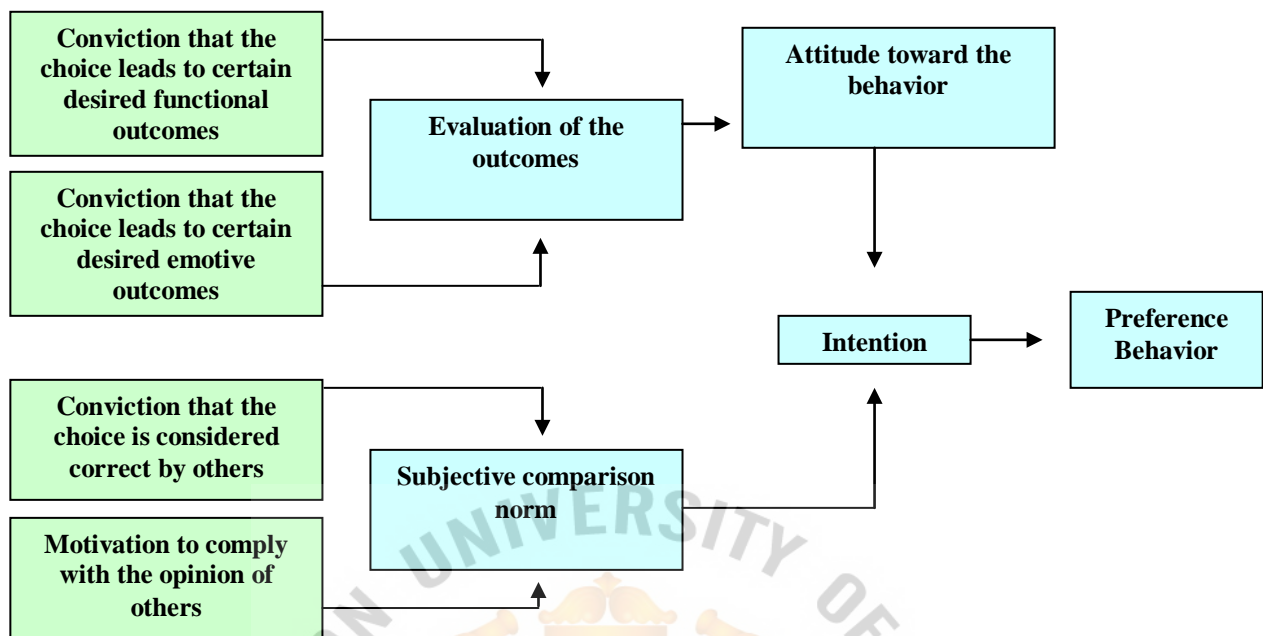 Conviction that the
choice leads to certain
desired functional
outcomes
Conviction that the
choice leads to certain
desired emotive
outcomes
Evaluation of the
outcomes
Attitude toward the
behavior
Intention
Preference
Behavior
Conviction that the
choice is considered
correct by others
Motivation to comply
with the opinion of
others
Subjective comparison
norm
UNIVERSITY OF